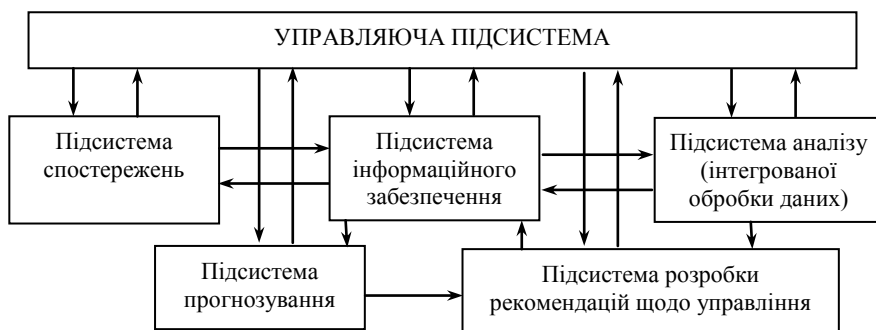 УПРАВЛЯЮЧА ПІДСИСТЕМА
Підсистема
спостережень
Підсистема
інформаційного
забезпечення
Підсистема аналізу
(інтегрованої
обробки даних)
Підсистема
прогнозування
Підсистема розробки
рекомендацій щодо управління